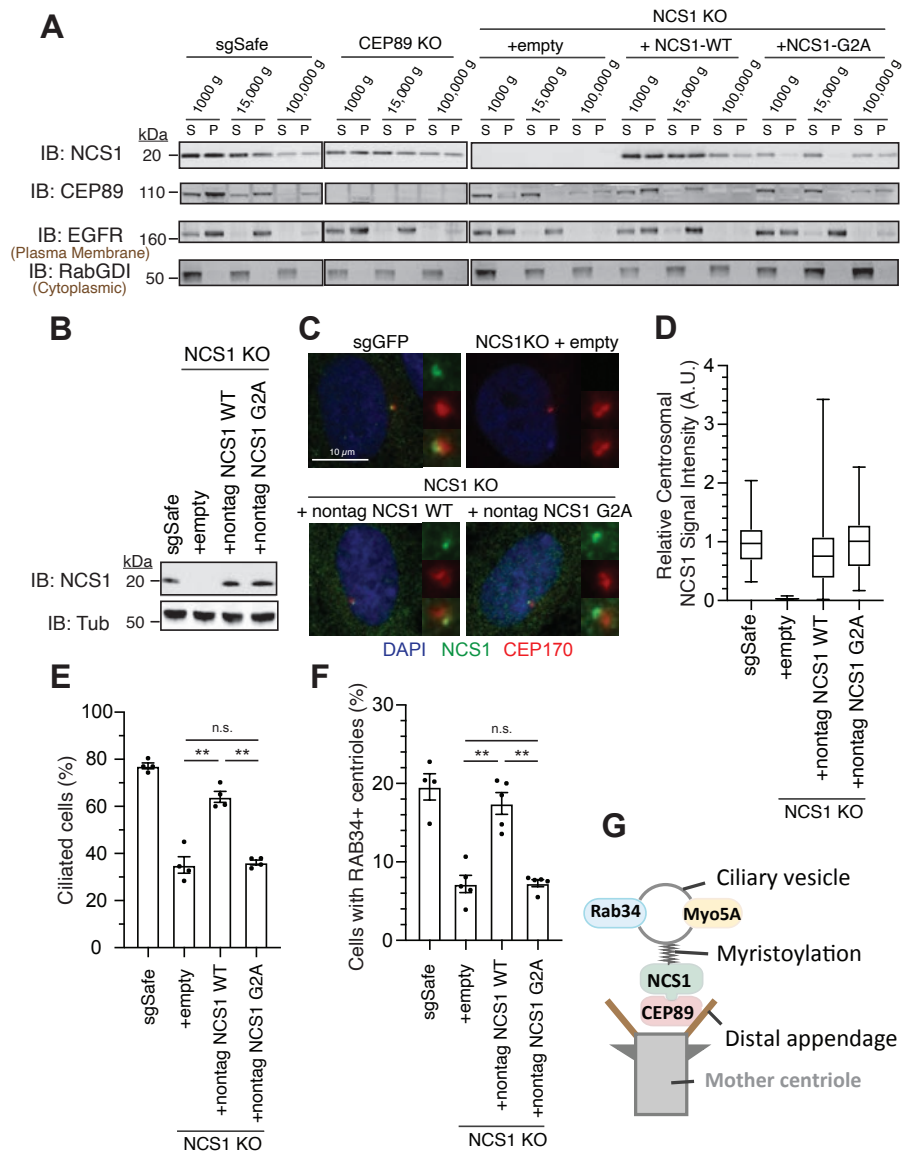 A
NCS1 KO
sgSafe
CEP89 KO
+empty
+ NCS1-WT
+NCS1-G2A
1000 g
15,000 g
100,000 g
1000 g
15,000 g
100,000 g
1000 g
15,000 g
100,000 g
1000 g
15,000 g
100,000 g
1000 g
15,000 g
100,000 g
kDa
S P S P S P S P S P S P S P S P S P S P S P S P S P S P S P
IB: NCS1 20
IB: CEP89 110
IB: EGFR 160
(Plasma Membrane)
IB: RabGDI 50
(Cytoplasmic)
B
NCS1 KO
sgSafe
+empty
+nontag NCS1 WT
+nontag NCS1 G2A
kDa
IB: NCS1 20
IB: Tub 50
C
sgGFP
NCS1KO + empty
10 µm
NCS1 KO
+ nontag NCS1 WT
+ nontag NCS1 G2A
DAPI NCS1 CEP170
D
Relative Centrosomal
NCS1 Signal Intensity (A.U.)
4
3
2
1
0
sgSafe
+empty
+nontag NCS1 WT
+nontag NCS1 G2A
NCS1 KO
E
Ciliated cells (%)
100
80
60
40
20
0
n.s.
** **
sgSafe
+empty
+nontag NCS1 WT
+nontag NCS1 G2A
NCS1 KO
F
Cells with RAB34+ centrioles (%)
30
20
10
0
n.s.
** **
sgSafe
+empty
+nontag NCS1 WT
+nontag NCS1 G2A
NCS1 KO
G
Ciliary vesicle
Rab34
Myo5A
Myristoylation
NCS1
CEP89
Distal appendage
Mother centriole